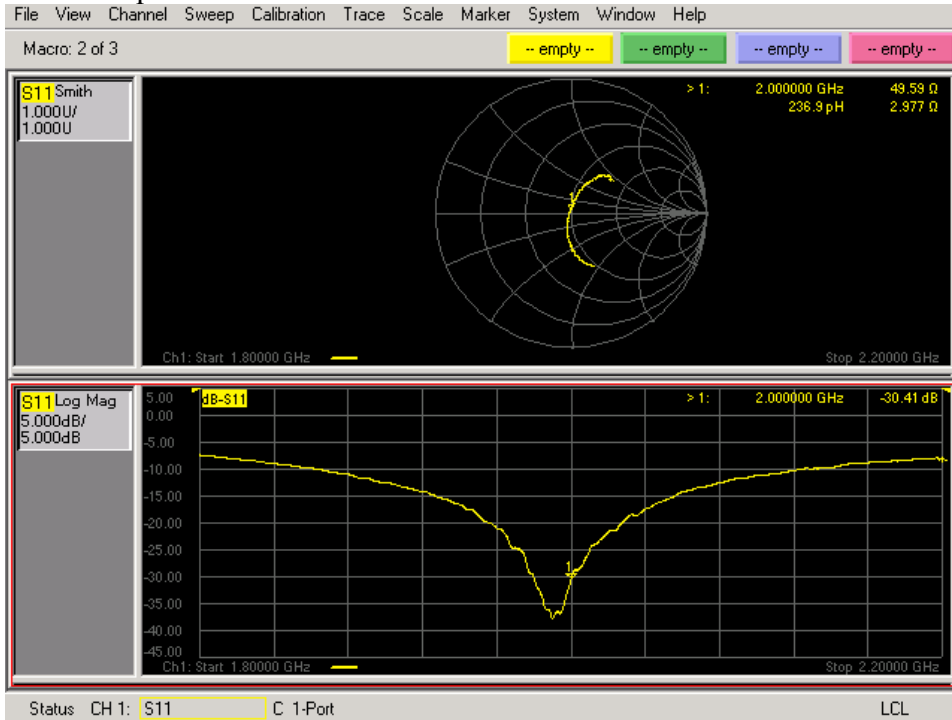 File View Channel Sweep Calibration Trace Scale Marker System Window Help
Macro: 2 of 3
-- empty -- -- empty -- -- empty -- -- empty --
S11 Smith
1.000U/
1.000U
> 1: 2.000000 GHz 49.59 Ω
236.9 pH 2.977 Ω
1
Ch1: Start 1.80000 GHz Stop 2.20000 GHz
S11 Log Mag
5.000dB/
5.000dB
dB-S11
> 1: 2.000000 GHz -30.41 dB
5.00
0.00
-5.00
-10.00
-15.00
-20.00
-25.00
-30.00
-35.00
-40.00
-45.00
1
Ch1: Start 1.80000 GHz Stop 2.20000 GHz
Status CH 1: S11 C 1-Port LCL